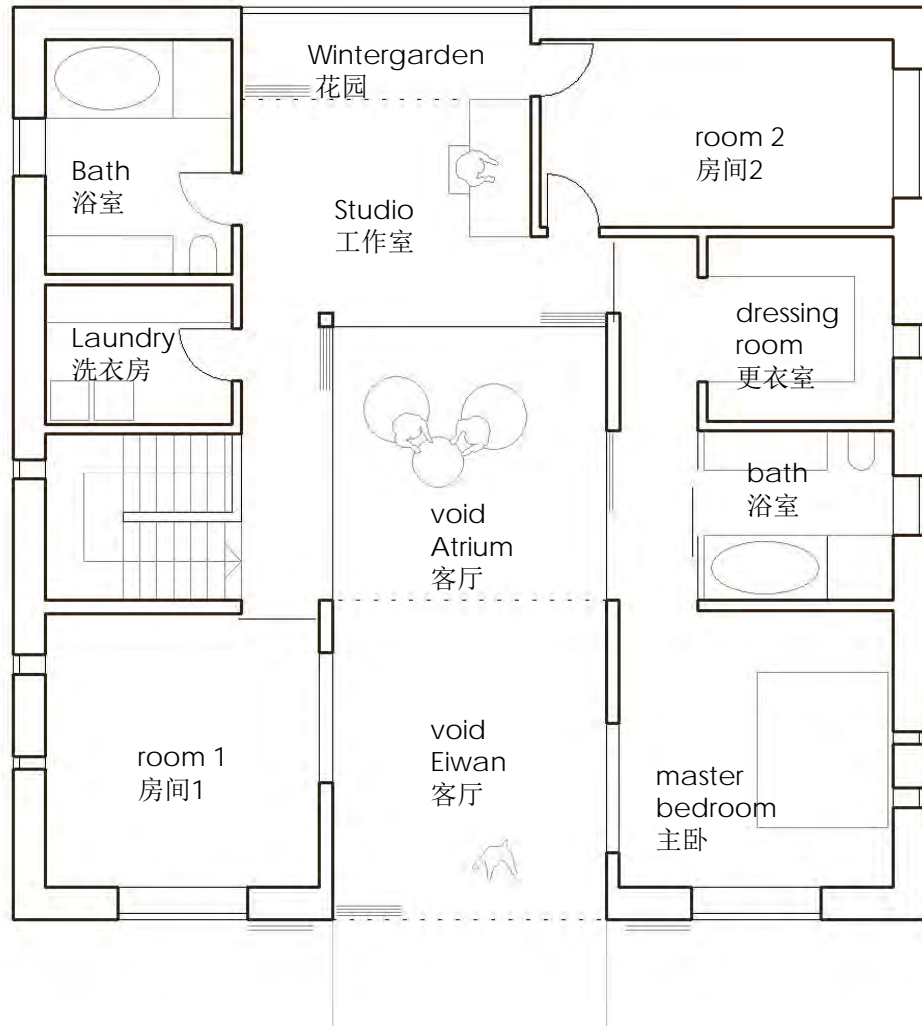 Wintergarden
花园
room 2
房间2
Bath
浴室
Studio
工作室
dressing
room
更衣室
Laundry
洗衣房
bath
浴室
void
Atrium
客厅
void
Eiwan
客厅
room 1
房间1
master
bedroom
主卧